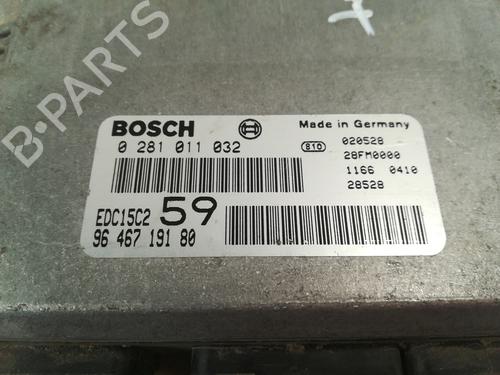 BOSCH
Made in Germany
0 281 011 032
810
020528
28FM0000
1166 0410
28528
EDC15C2 59
96 467 191 80
B-PARTS